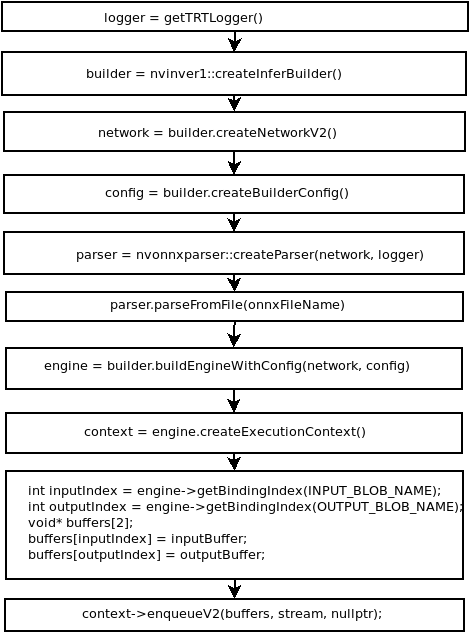 logger = getTRTLogger()
builder = nvinver1::createInferBuilder()
network = builder.createNetworkV2()
config = builder.createBuilderConfig()
parser = nvonnxparser::createParser(network, logger)
parser.parseFromFile(onnxFileName)
engine = builder.buildEngineWithConfig(network, config)
context = engine.createExecutionContext()
int inputIndex = engine->getBindingIndex(INPUT_BLOB_NAME);
int outputIndex = engine->getBindingIndex(OUTPUT_BLOB_NAME);
void* buffers[2];
buffers[inputIndex] = inputBuffer;
buffers[outputIndex] = outputBuffer;
context->enqueueV2(buffers, stream, nullptr);